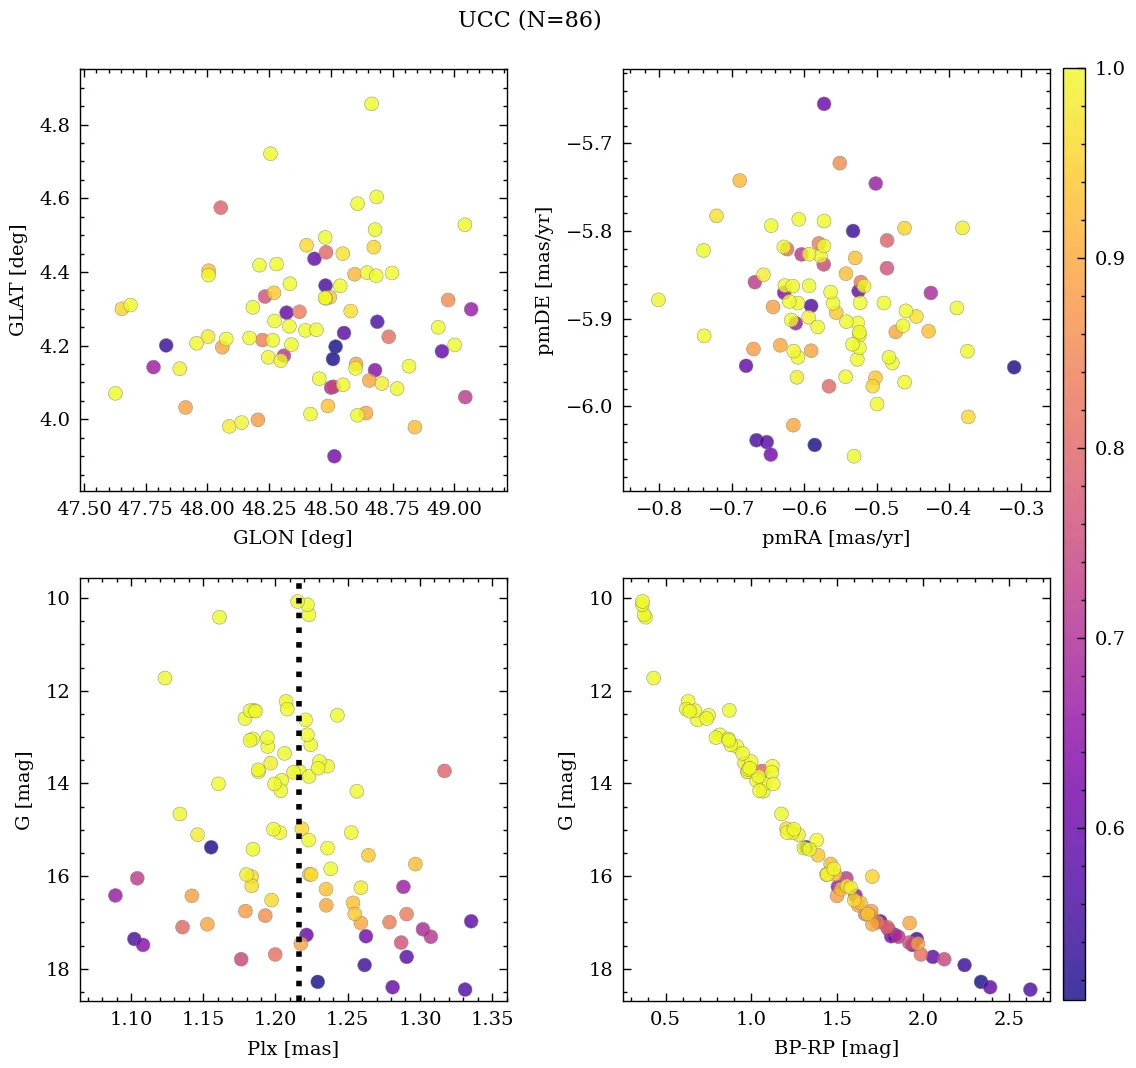 UCC (N=86)
4.8
4.6
4.4
4.2
4.0
GLAT [deg]
47.50 47.75 48.00 48.25 48.50 48.75 49.00
GLON [deg]
−5.7
−5.8
−5.9
−6.0
pmDE [mas/yr]
−0.8 −0.7 −0.6 −0.5 −0.4 −0.3
pmRA [mas/yr]
1.0
0.9
0.8
0.7
0.6
10
12
14
16
18
G [mag]
1.10 1.15 1.20 1.25 1.30 1.35
Plx [mas]
10
12
14
16
18
G [mag]
0.5 1.0 1.5 2.0 2.5
BP-RP [mag]